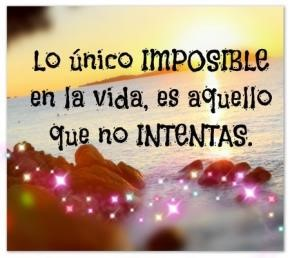 Lo único IMPOSIBLE
en la vida, es aquello
que no INTENTAS.